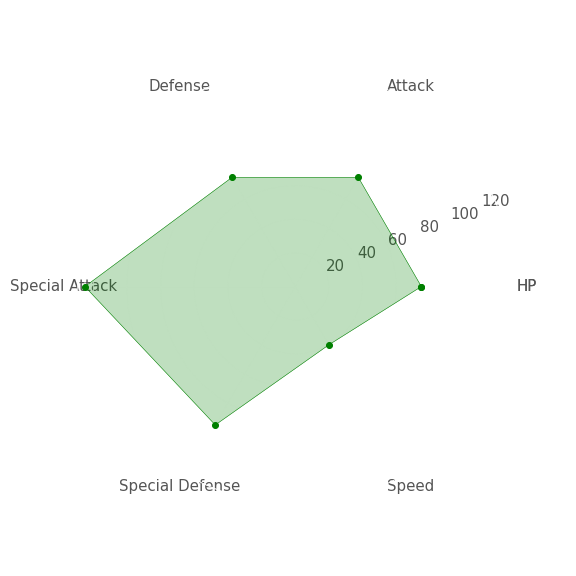 Defense
Attack
120
100
80
60
40
20
Special Attack
HP
Special Defense
Speed